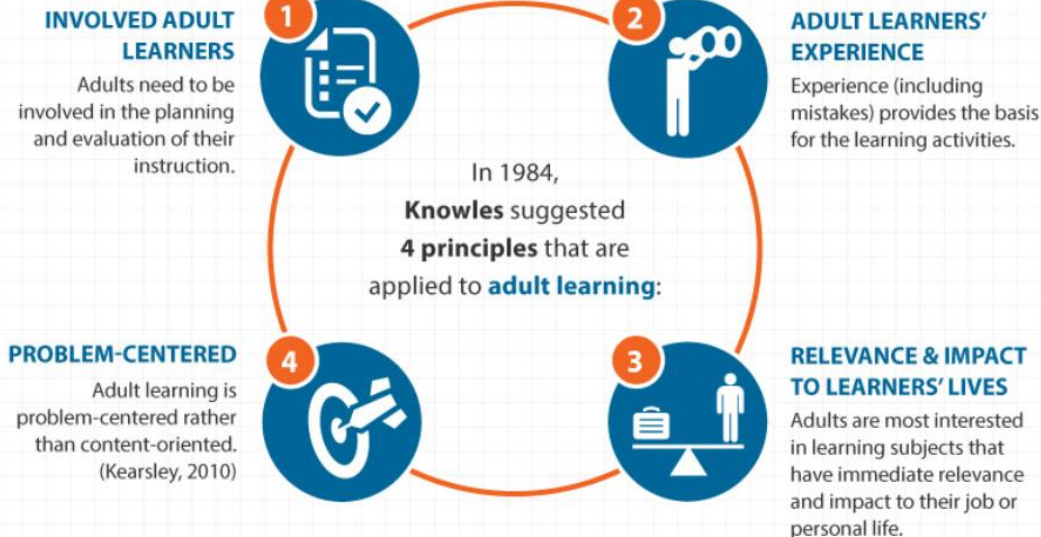 1
INVOLVED ADULT
LEARNERS
Adults need to be
involved in the planning
and evaluation of their
instruction.
2
ADULT LEARNERS’
EXPERIENCE
Experience (including
mistakes) provides the basis
for the learning activities.
In 1984,
Knowles suggested
4 principles that are
applied to adult learning:
3
RELEVANCE & IMPACT
TO LEARNERS’ LIVES
Adults are most interested
in learning subjects that
have immediate relevance
and impact to their job or
personal life.
4
PROBLEM-CENTERED
Adult learning is
problem-centered rather
than content-oriented.
(Kearsley, 2010)